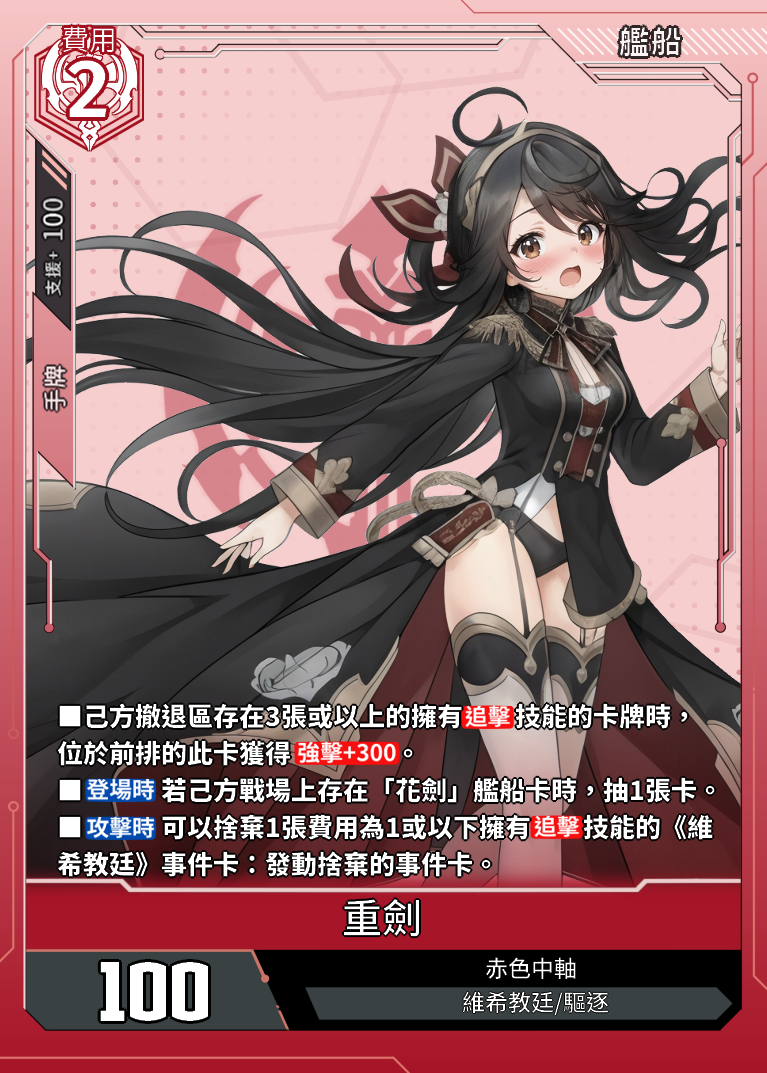 費用
2
艦船
支援+ 100
手牌
■己方撤退區存在3張或以上的擁有追擊技能的卡牌時，
位於前排的此卡獲得 強擊+300。
■ 登場時 若己方戰場上存在「花劍」艦船卡時，抽1張卡。
■ 攻擊時 可以捨棄1張費用為1或以下擁有追擊技能的《維
希教廷》事件卡：發動捨棄的事件卡。
重劍
100
赤色中軸
維希教廷/驅逐